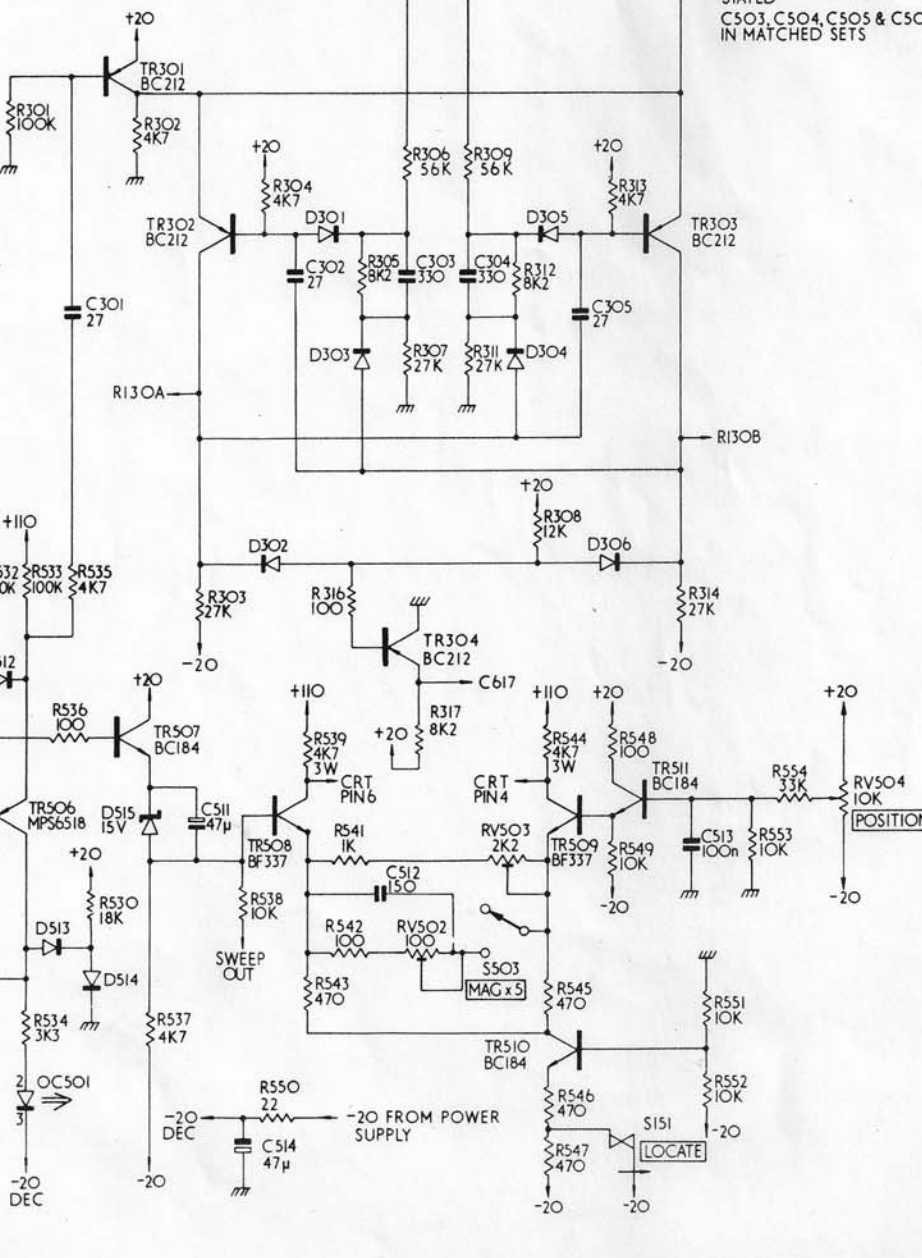 STATED
C503, C504, C505 & C50
IN MATCHED SETS
+20
TR301
BC212
R301
100K
R302
4K7
+20
R304
4K7
R306
56K
R309
56K
+20
R313
4K7
TR302
BC212
D301
D305
TR303
BC212
C302
27
R305
8K2
C303
330
C304
330
R312
8K2
C305
27
C301
27
D303
R307
27K
R311
27K
D304
R130A
R130B
+20
R308
12K
+110
D302
D306
532
0K
R533
100K
R535
4K7
R303
27K
R316
100
R314
27K
TR304
BC212
-20
-20
512
C617
+20
+110
R317
8K2
+110
+20
+20
R536
100
TR507
BC184
R539
4K7
3W
+20
R544
4K7
3W
R548
100
TR511
BC184
R554
33K
RV504
10K
POSITION
CRT
PIN6
CRT
PIN4
TR506
MPS6518
D515
15V
C511
47µ
TR508
BF337
R541
1K
RV503
2K2
TR509
BF337
R549
10K
C513
100n
R553
10K
+20
R530
18K
C512
150
R538
10K
-20
-20
D513
R542
100
RV502
100
SWEEP
OUT
S503
MAG x 5
D514
R543
470
R545
470
R551
10K
R534
3K3
R537
4K7
TR510
BC184
2
OC501
3
R550
22
R546
470
R552
10K
-20
DEC
-20 FROM POWER
SUPPLY
S151
LOCATE
-20
C514
47µ
R547
470
-20
DEC
-20
-20
-20